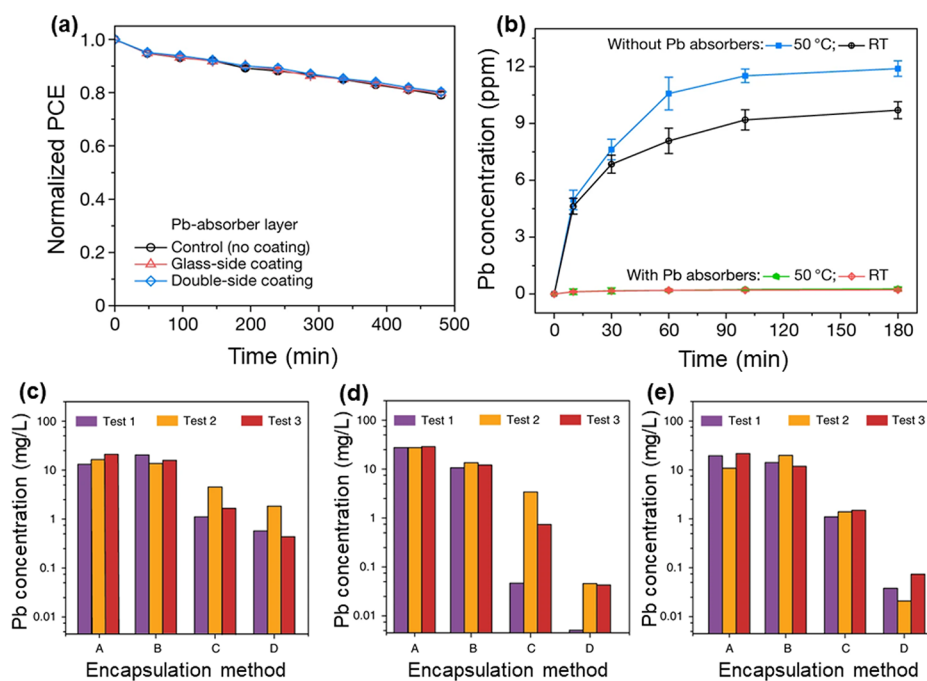 (a)
1.0
0.8
0.6
0.4
0.2
0.0
Normalized PCE
Pb-absorber layer
Control (no coating)
Glass-side coating
Double-side coating
0 100 200 300 400 500
Time (min)
(b)
Without Pb absorbers: 50 °C; RT
12
9
6
3
0
Pb concentration (ppm)
With Pb absorbers: 50 °C; RT
0 30 60 90 120 150 180
Time (min)
(c)
Test 1 Test 2 Test 3
100
10
1
0.1
0.01
Pb concentration (mg/L)
A B C D
Encapsulation method
(d)
Test 1 Test 2 Test 3
100
10
1
0.1
0.01
Pb concentration (mg/L)
A B C D
Encapsulation method
(e)
Test 1 Test 2 Test 3
100
10
1
0.1
0.01
Pb concentration (mg/L)
A B C D
Encapsulation method